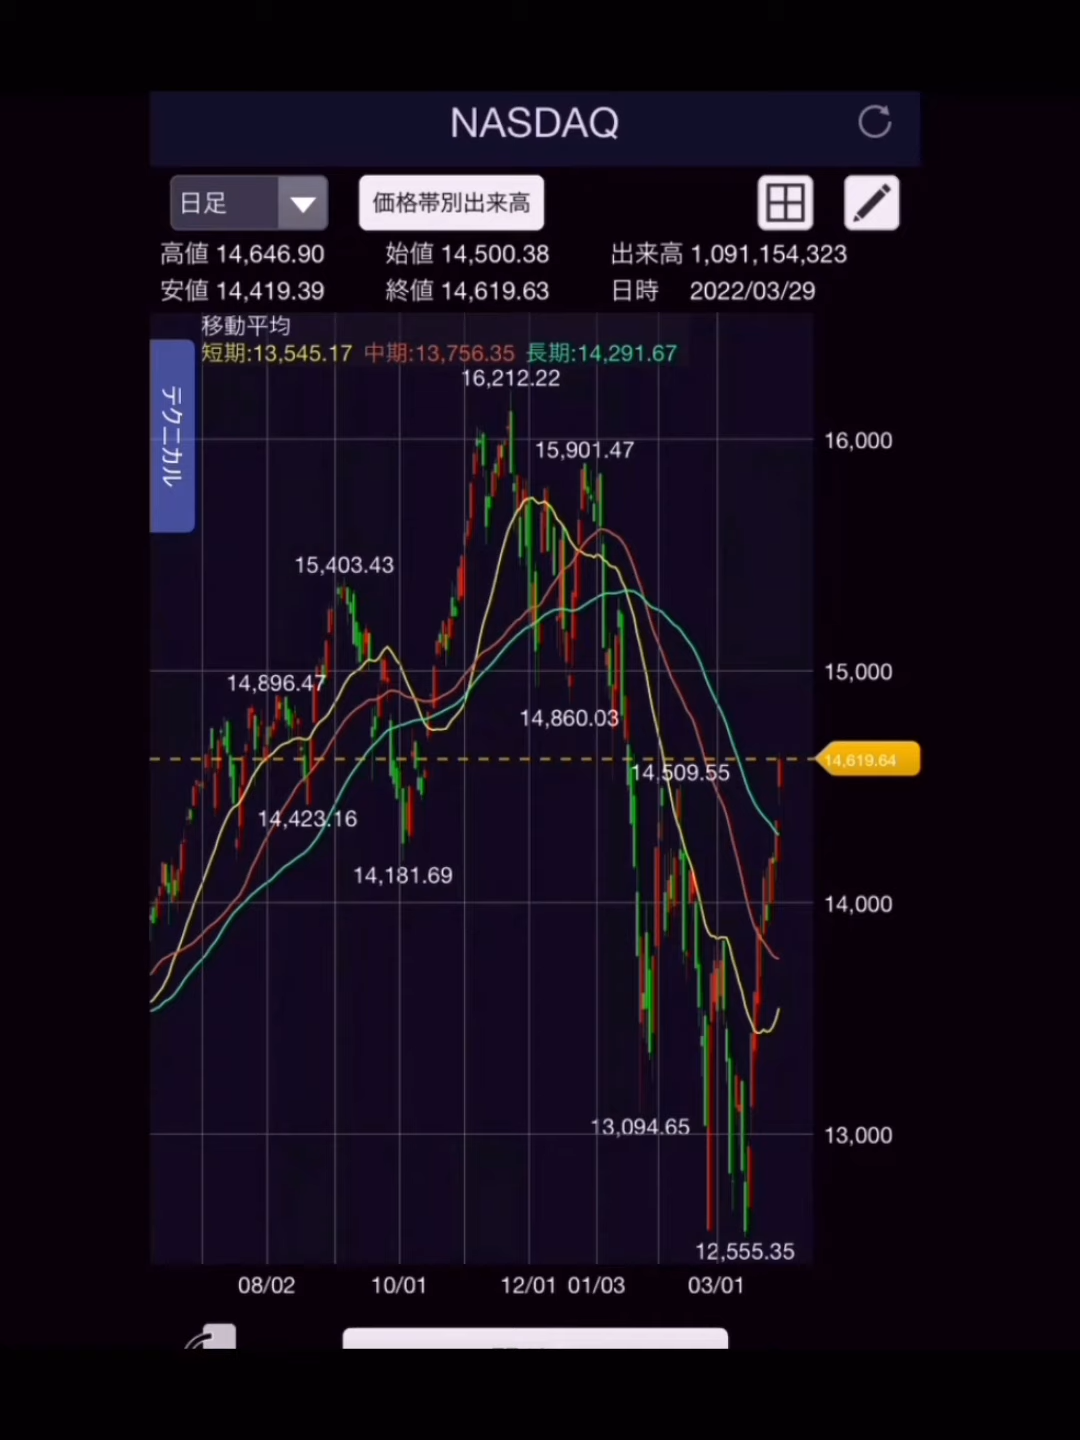 NASDAQ
日足 価格帯別出来高
高値 14,646.90 始値 14,500.38 出来高 1,091,154,323
安値 14,419.39 終値 14,619.63 日時 2022/03/29
移動平均
短期:13,545.17 中期:13,756.35 長期:14,291.67
テクニカル
16,212.22
16,000
15,901.47
15,403.43
15,000
14,896.47
14,860.03
14,619.64
14,509.55
14,423.16
14,181.69
14,000
13,094.65
13,000
12,555.35
08/02 10/01 12/01 01/03 03/01